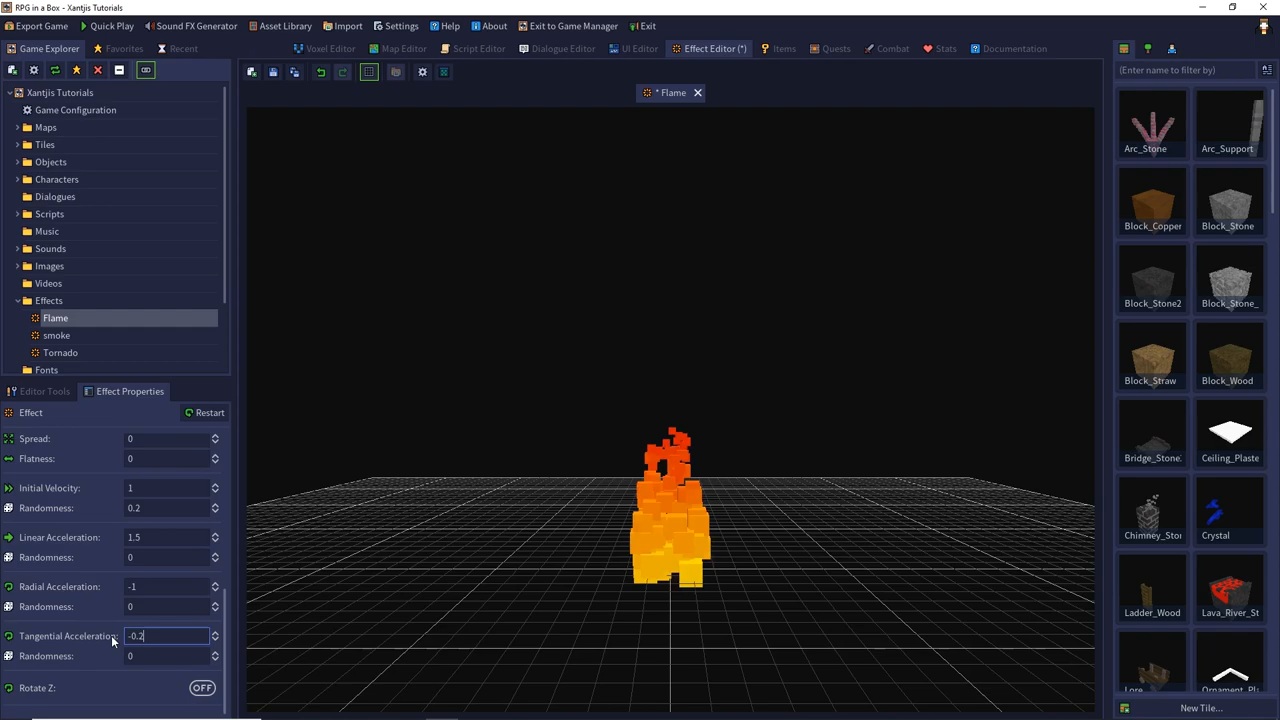 RPG in a Box - Xantjis Tutorials
Export Game Quick Play Sound FX Generator Asset Library Import Settings Help About Exit to Game Manager Exit
Game Explorer Favorites Recent Voxel Editor Map Editor Script Editor Dialogue Editor UI Editor Effect Editor (*) Items Quests Combat Stats Documentation
(Enter name to filter by)
* Flame
Xantjis Tutorials
Game Configuration
Maps
Tiles
Objects
Characters
Dialogues
Scripts
Music
Sounds
Images
Videos
Effects
Flame
smoke
Tornado
Fonts
Editor Tools Effect Properties
Effect Restart
Spread: 0
Flatness: 0
Initial Velocity: 1
Randomness: 0.2
Linear Acceleration: 1.5
Randomness: 0
Radial Acceleration: -1
Randomness: 0
Tangential Acceleration: -0.2
Randomness: 0
Rotate Z: OFF
Arc_Stone Arc_Support
Block_Copper Block_Stone
Block_Stone2 Block_Stone_
Block_Straw Block_Wood
Bridge_Stone Ceiling_Plaste
Chimney_Stor Crystal
Ladder_Wood Lava_River_St
Lore Ornament_Pl
New Tile...